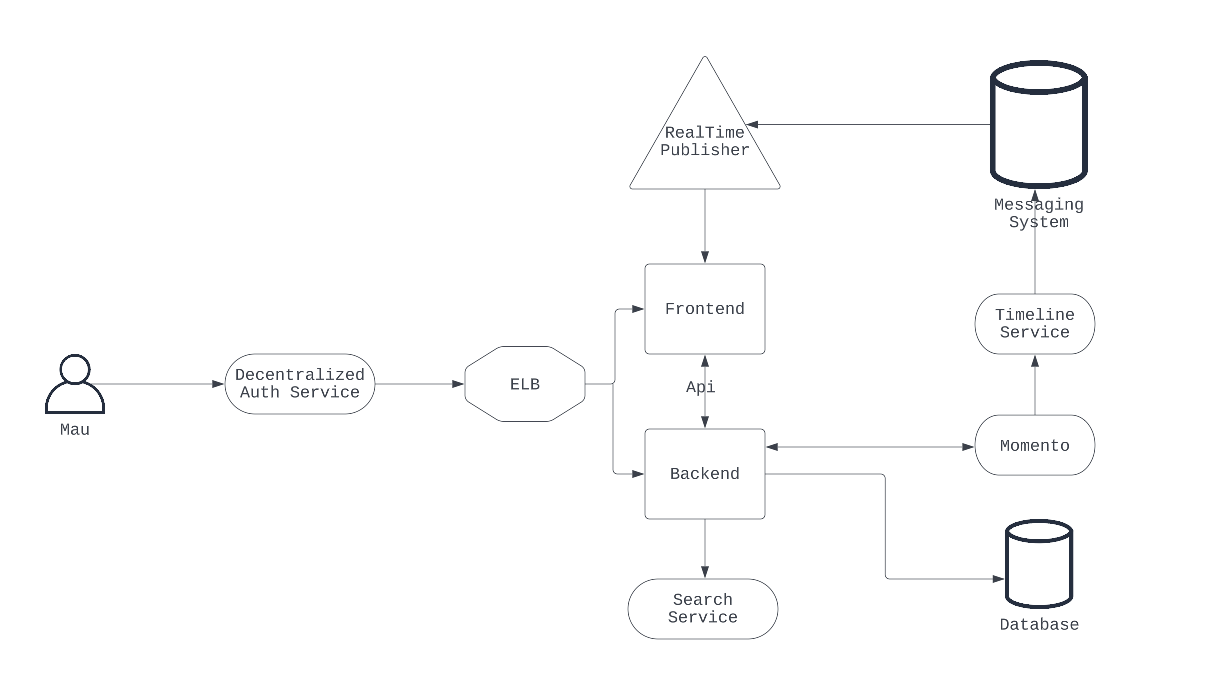 RealTime
Publisher
Messaging
System
Frontend
Timeline
Service
Decentralized
Auth Service
ELB
Api
Mau
Backend
Momento
Search
Service
Database